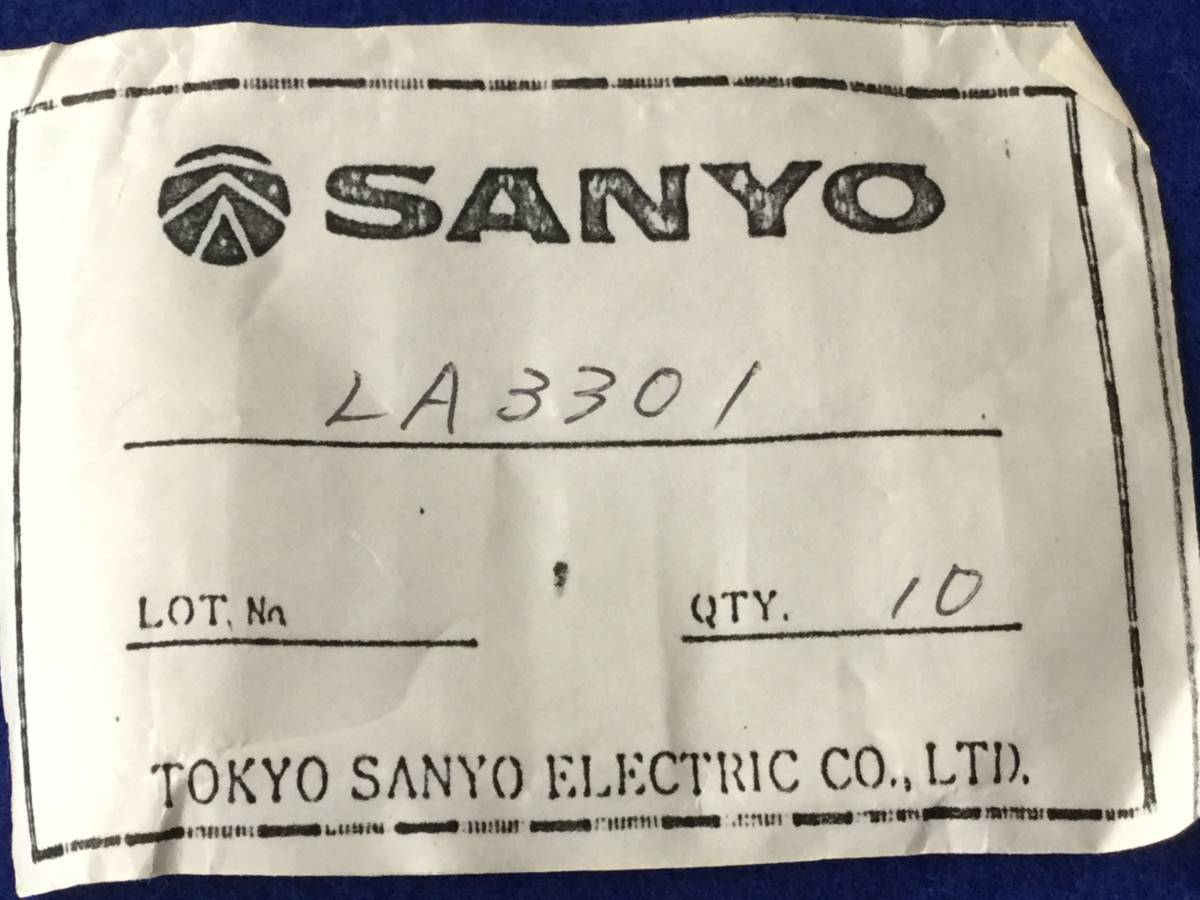 SANYO
LA3301
LOT. No
QTY. 10
TOKYO SANYO ELECTRIC CO., LTD.